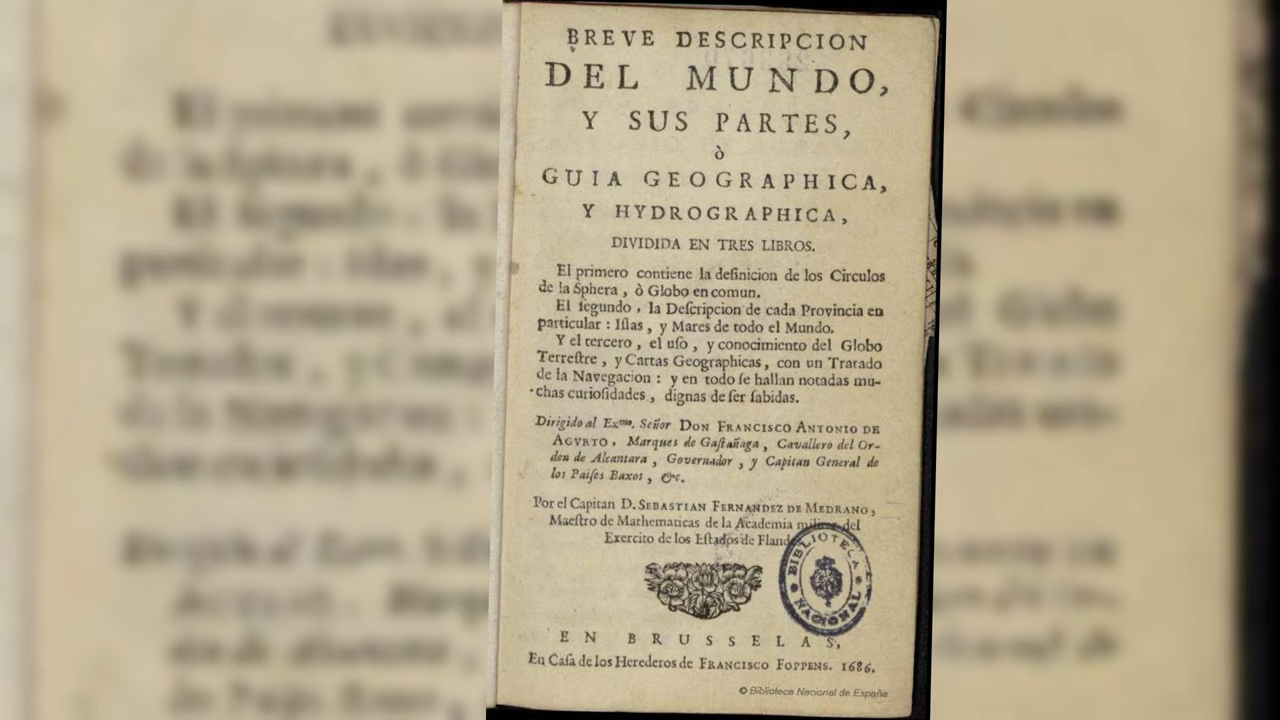 BREVE DESCRIPCION
DEL MUNDO,
Y SUS PARTES,
ò
GUIA GEOGRAPHICA,
Y HYDROGRAPHICA,
DIVIDIDA EN TRES LIBROS.
El primero contiene la definicion de los Circulos
de la Sphera, ò Globo en comun.
El ſegundo, la Deſcripcion de cada Provincia en
particular: Iſlas, y Mares de todo el Mundo.
Y el tercero, el uſo, y conocimiento del Globo
Terreſtre, y Cartas Geographicas, con un Tratado
de la Navegacion: y en todo ſe hallan notadas mu-
chas curioſidades, dignas de ſer ſabidas.
Dirigido al Exmo. Señor DON FRANCISCO ANTONIO DE
AGVRTO, Marques de Gaſtañaga, Cavallero del Or-
den de Alcantara, Governador, y Capitan General de
los Paiſes Baxos, &c.
Por el Capitan D. SEBASTIAN FERNANDEZ DE MEDRANO,
Maeſtro de Mathematicas de la Academia militar del
Exercito de los Eſtados de Fland
BIBLIOTECA
NACIONAL
EN BRUSSELAS,
En Caſa de los Herederos de FRANCISCO FOPPENS. 1686.
© Biblioteca Nacional de España